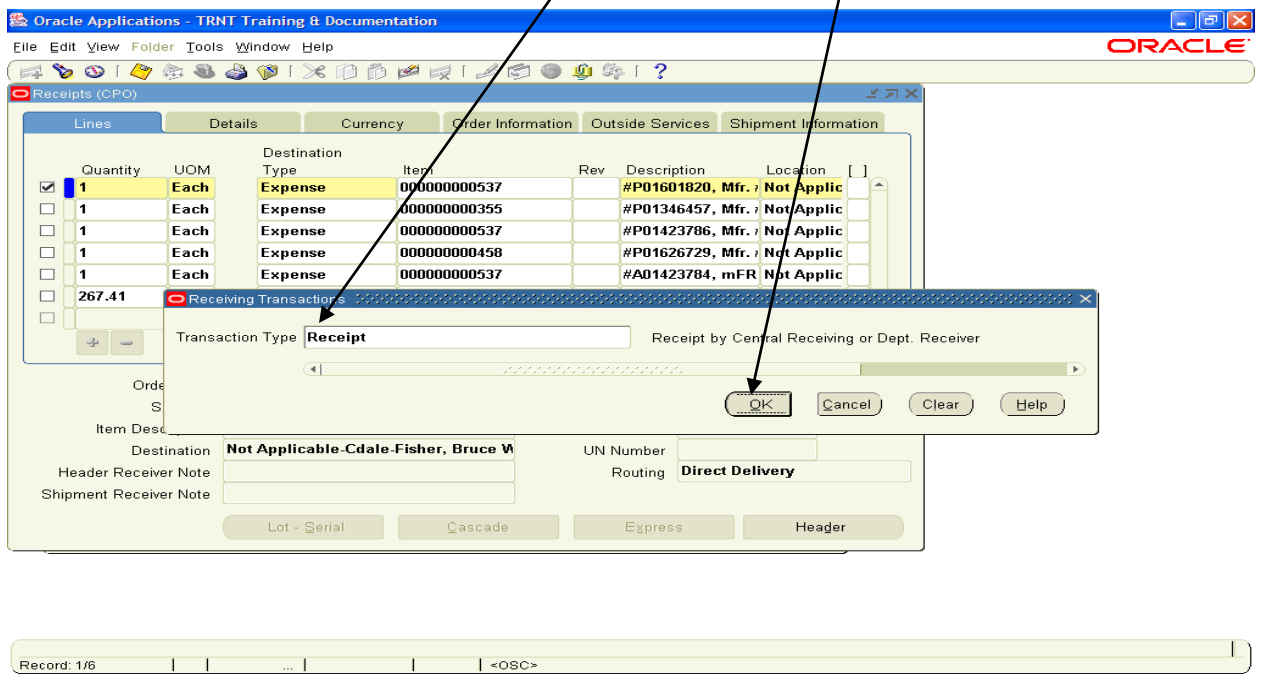 Oracle Applications - TRNT Training & Documentation
File Edit View Folder Tools Window Help
ORACLE
Receipts (CPO)
Lines Details Currency Order Information Outside Services Shipment Information
Destination
Quantity UOM Type Item Rev Description Location [ ]
1 Each Expense 000000000537 #P01601820, Mfr. Not Applic
1 Each Expense 000000000355 #P01346457, Mfr. Not Applic
1 Each Expense 000000000537 #P01423786, Mfr. Not Applic
1 Each Expense 000000000458 #P01626729, Mfr. Not Applic
1 Each Expense 000000000537 #A01423784, mFR Not Applic
267.41
Receiving Transactions
Transaction Type Receipt Receipt by Central Receiving or Dept. Receiver
OK Cancel Clear Help
Orde
S
Item Desc
Destination Not Applicable-Cdale-Fisher, Bruce W UN Number
Header Receiver Note Routing Direct Delivery
Shipment Receiver Note
Lot - Serial Cascade Express Header
Record: 1/6 ... <OSC>